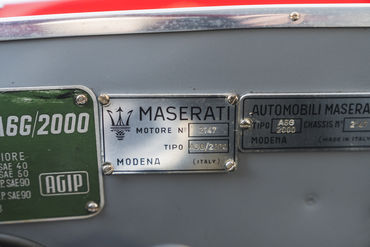 A6G/2000
SAE 40
SAE 50
SAE90
SAE90
AGIP
MASERATI
MOTORE N°
TIPO
MODENA (ITALY)
AUTOMOBILI MASERA
TIPO A6G 2000 CHASSIS N°
MODENA (MADE IN ITALY)